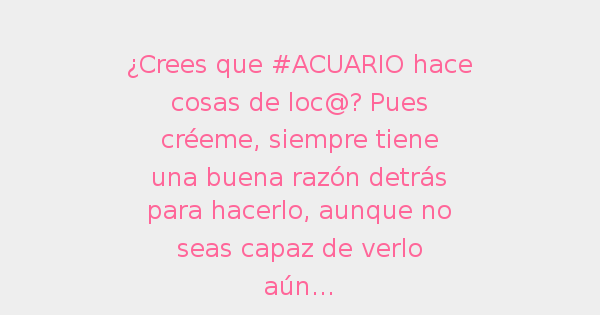 ¿Crees que #ACUARIO hace
cosas de loc@? Pues
créeme, siempre tiene
una buena razón detrás
para hacerlo, aunque no
seas capaz de verlo
aún...